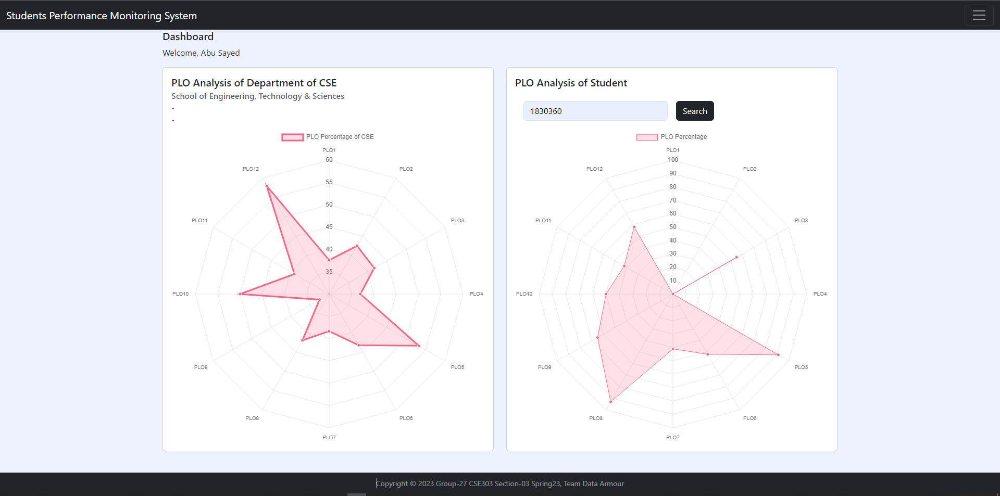 Students Performance Monitoring System
Dashboard
Welcome, Abu Sayed
PLO Analysis of Department of CSE
School of Engineering, Technology & Sciences
-
-
PLO Percentage of CSE
PLO1
60
PLO12
PLO2
55
50
PLO11
PLO3
45
40
35
PLO10
PLO4
PLO9
PLO5
PLO8
PLO6
PLO7
PLO Analysis of Student
1830360
Search
PLO Percentage
PLO1
100
PLO12
PLO2
90
80
70
60
PLO11
PLO3
50
40
30
20
10
PLO10
PLO4
PLO9
PLO5
PLO8
PLO6
PLO7
Copyright © 2023 Group-27 CSE303 Section-03 Spring23, Team Data Armour